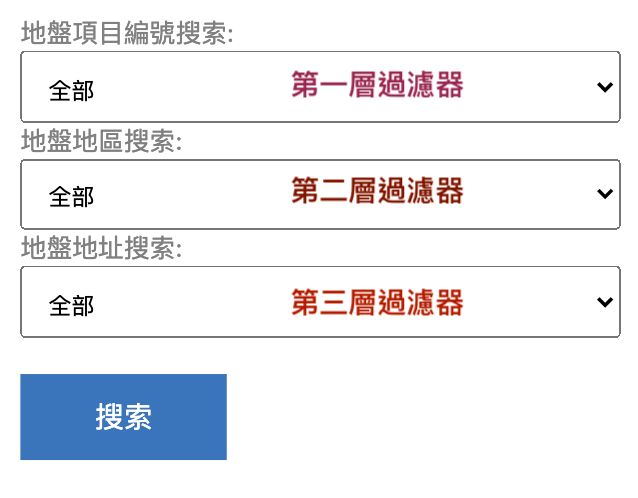 地盤項目編號搜索:
全部 第一層過濾器
地盤地區搜索:
全部 第二層過濾器
地盤地址搜索:
全部 第三層過濾器
搜索